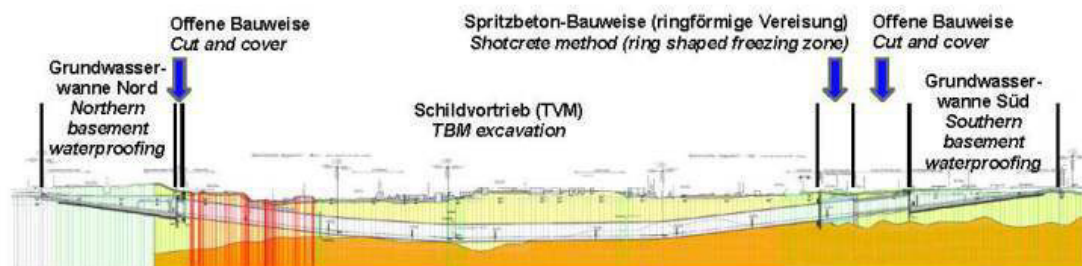 Offene Bauweise
Cut and cover
Spritzbeton-Bauweise (ringförmige Vereisung)
Shotcrete method (ring shaped freezing zone)
Offene Bauweise
Cut and cover
Grundwasser-
wanne Nord
Northern
basement
waterproofing
Schildvortrieb (TVM)
TBM excavation
Grundwasser-
wanne Süd
Southern
basement
waterproofing